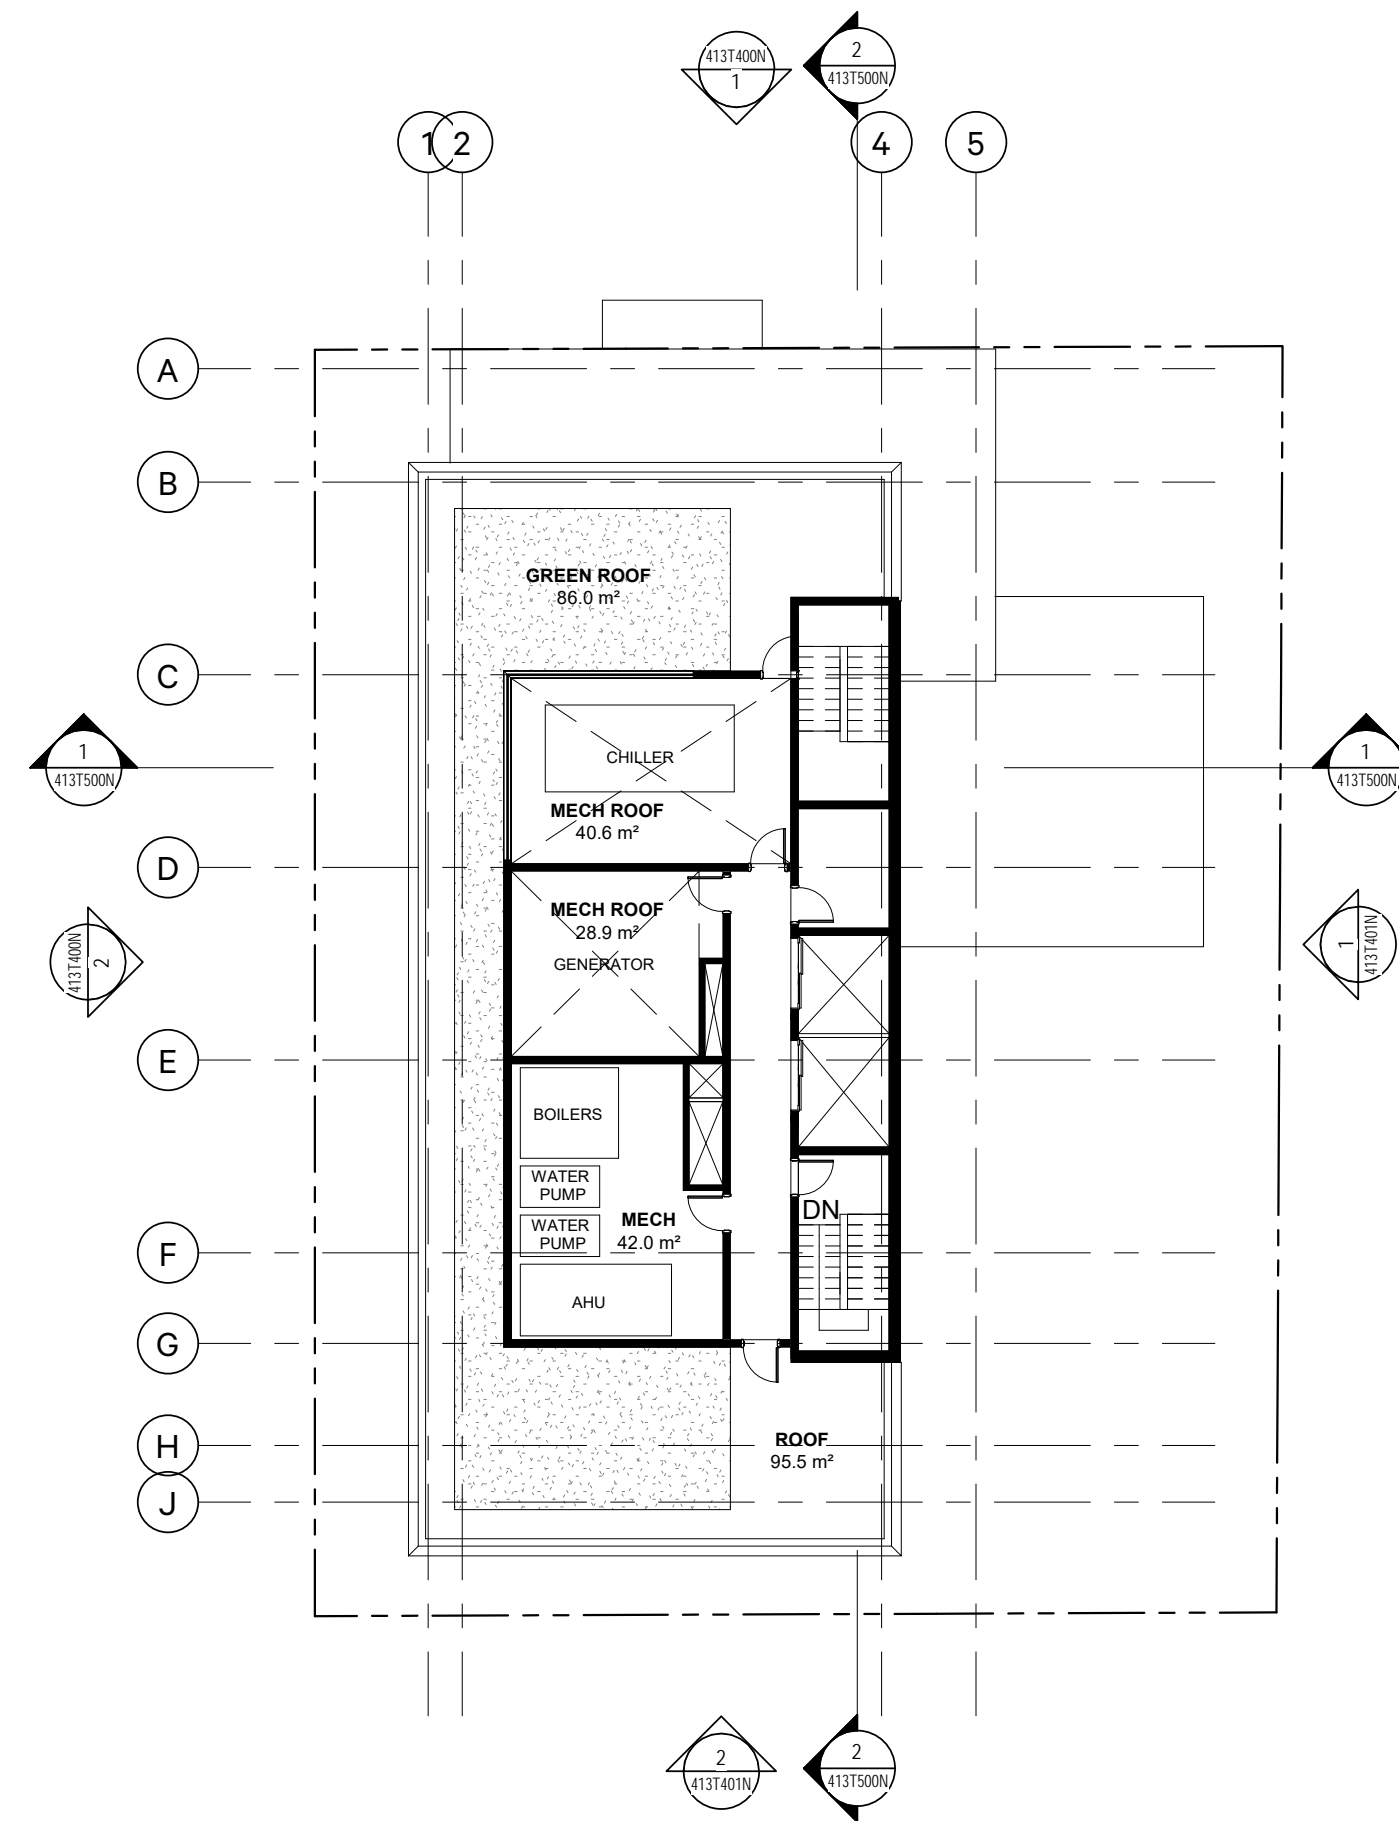 413T400N
1
2
413T500N
1
2
4
5
A
B
GREEN ROOF
86.0 m²
C
CHILLER
1
413T500N
1
413T500N
MECH ROOF
40.6 m²
D
MECH ROOF
28.9 m²
GENERATOR
413T400N
2
1
413T401N
E
BOILERS
WATER
PUMP
DN
WATER
PUMP
MECH
42.0 m²
F
AHU
G
H
ROOF
95.5 m²
J
2
413T401N
2
413T500N